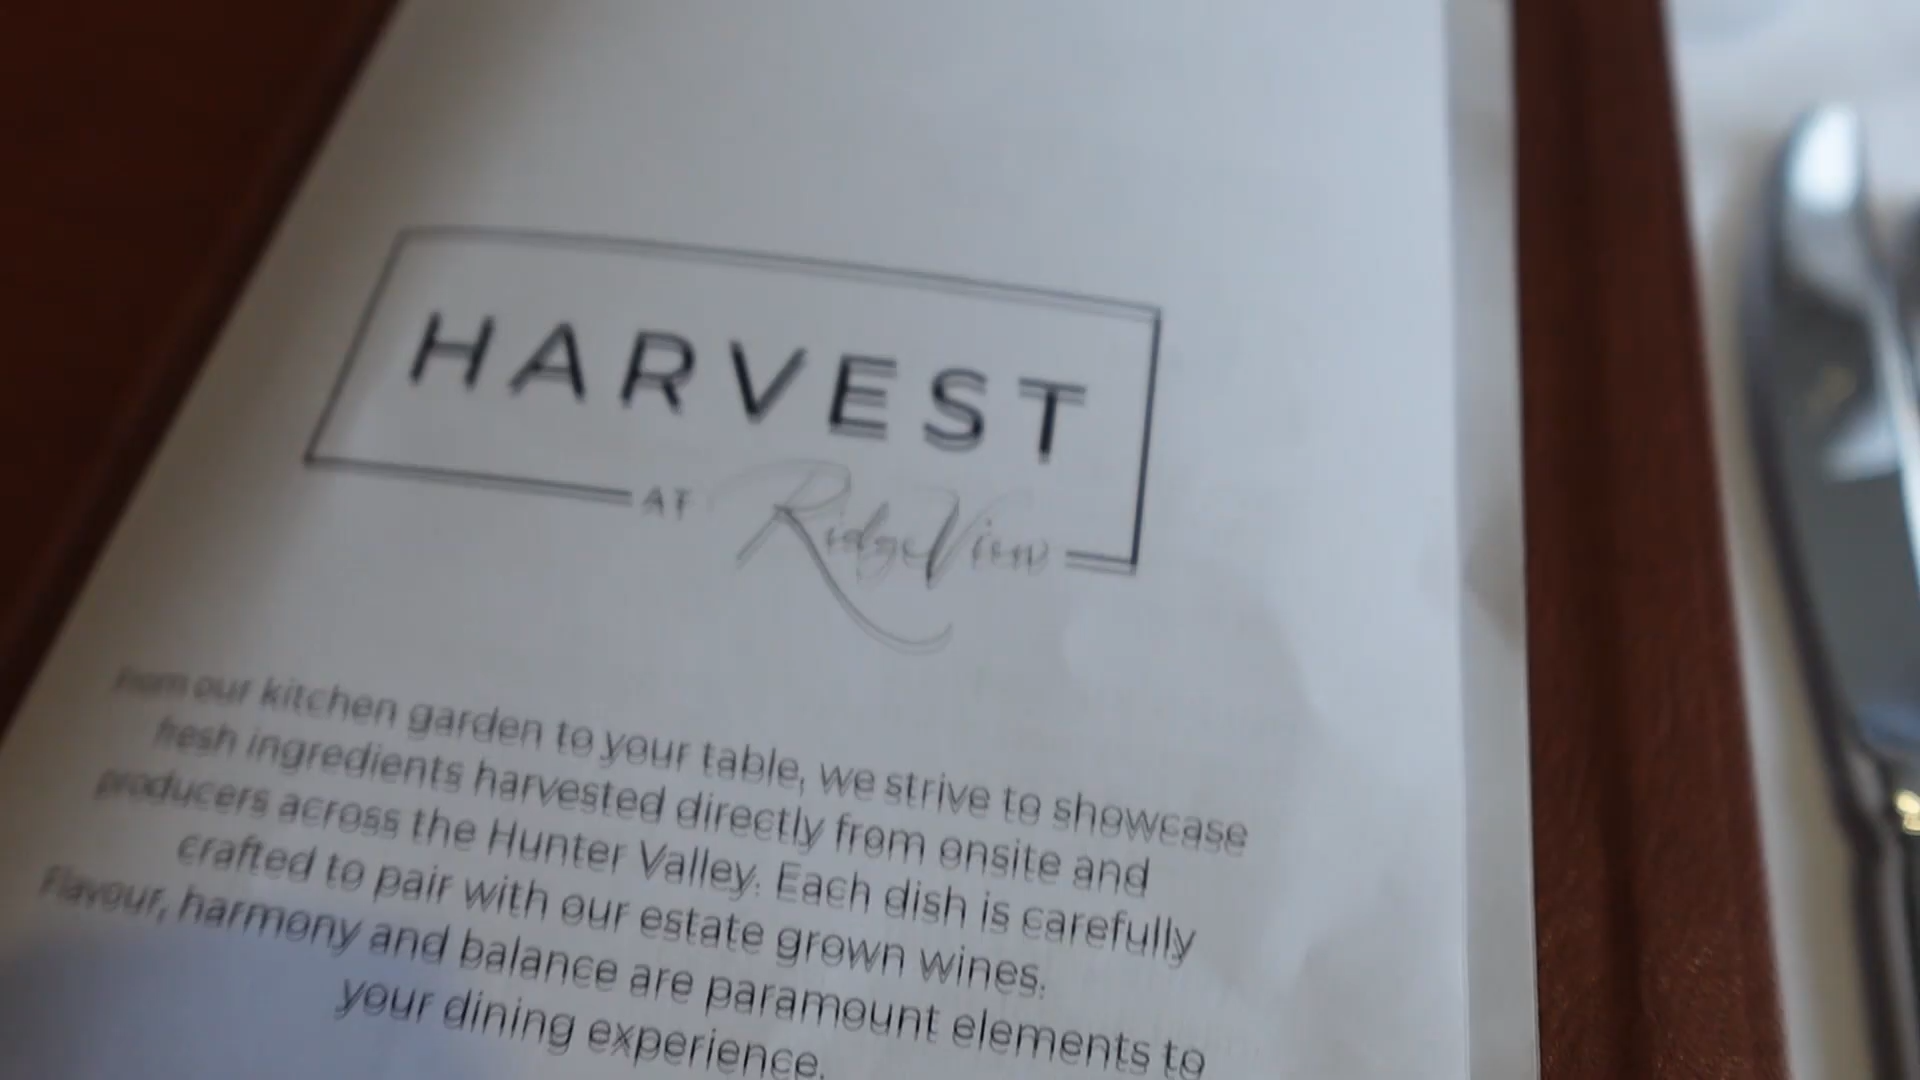 HARVEST
AT RidgeView
From our kitchen garden to your table, we strive to showcase
fresh ingredients harvested directly from onsite and
producers across the Hunter Valley. Each dish is carefully
crafted to pair with our estate grown wines.
Flavour, harmony and balance are paramount elements to
your dining experience.